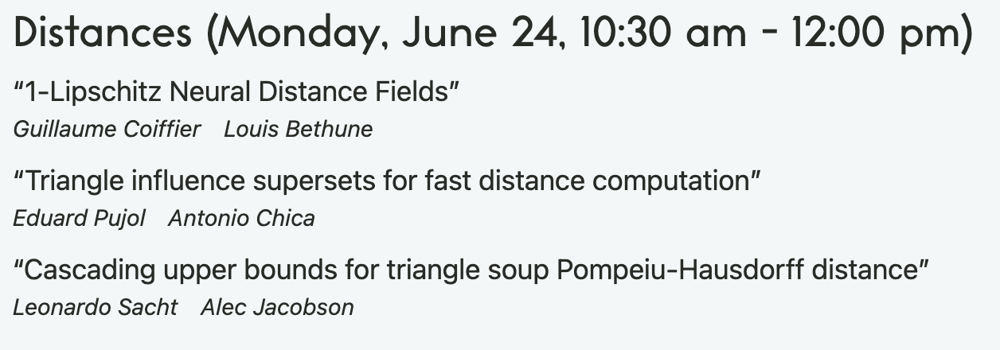 Distances (Monday, June 24, 10:30 am - 12:00 pm)
“1-Lipschitz Neural Distance Fields”
Guillaume Coiffier Louis Bethune
“Triangle influence supersets for fast distance computation”
Eduard Pujol Antonio Chica
“Cascading upper bounds for triangle soup Pompeiu-Hausdorff distance”
Leonardo Sacht Alec Jacobson